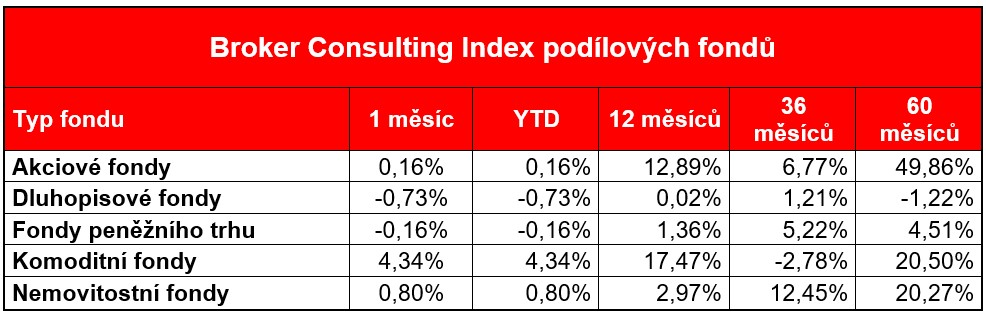 Broker Consulting Index podílových fondů
Typ fondu 1 měsíc YTD 12 měsíců 36 měsíců 60 měsíců
Akciové fondy 0,16% 0,16% 12,89% 6,77% 49,86%
Dluhopisové fondy -0,73% -0,73% 0,02% 1,21% -1,22%
Fondy peněžního trhu -0,16% -0,16% 1,36% 5,22% 4,51%
Komoditní fondy 4,34% 4,34% 17,47% -2,78% 20,50%
Nemovitostní fondy 0,80% 0,80% 2,97% 12,45% 20,27%